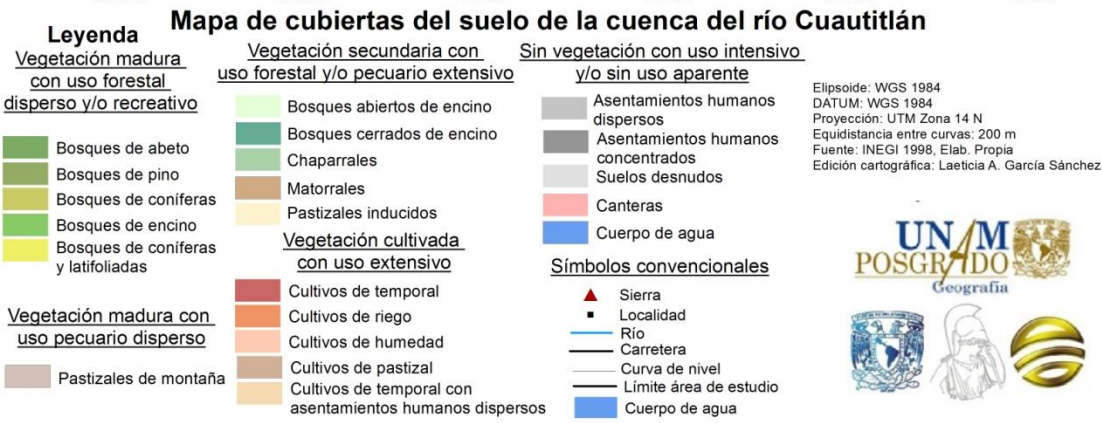 Mapa de cubiertas del suelo de la cuenca del río Cuautitlán
Leyenda
Vegetación madura
con uso forestal
disperso y/o recreativo
Bosques de abeto
Bosques de pino
Bosques de coníferas
Bosques de encino
Bosques de coníferas
y latifoliadas
Vegetación madura con
uso pecuario disperso
Pastizales de montaña
Vegetación secundaria con
uso forestal y/o pecuario extensivo
Bosques abiertos de encino
Bosques cerrados de encino
Chaparrales
Matorrales
Pastizales inducidos
Vegetación cultivada
con uso extensivo
Cultivos de temporal
Cultivos de riego
Cultivos de humedad
Cultivos de pastizal
Cultivos de temporal con
asentamientos humanos dispersos
Sin vegetación con uso intensivo
y/o sin uso aparente
Asentamientos humanos
dispersos
Asentamientos humanos
concentrados
Suelos desnudos
Canteras
Cuerpo de agua
Símbolos convencionales
Sierra
Localidad
Río
Carretera
Curva de nivel
Límite área de estudio
Cuerpo de agua
Elipsoide: WGS 1984
DATUM: WGS 1984
Proyección: UTM Zona 14 N
Equidistancia entre curvas: 200 m
Fuente: INEGI 1998, Elab. Propia
Edición cartográfica: Laeticia A. García Sánchez
UNAM
POSGRADO
Geografía